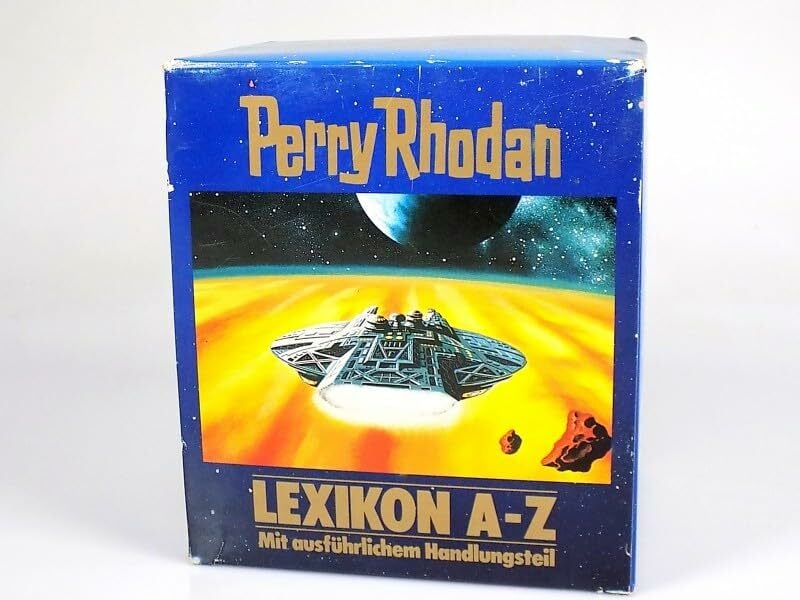 Perry Rhodan
LEXIKON A-Z
Mit ausführlichem Handlungsteil